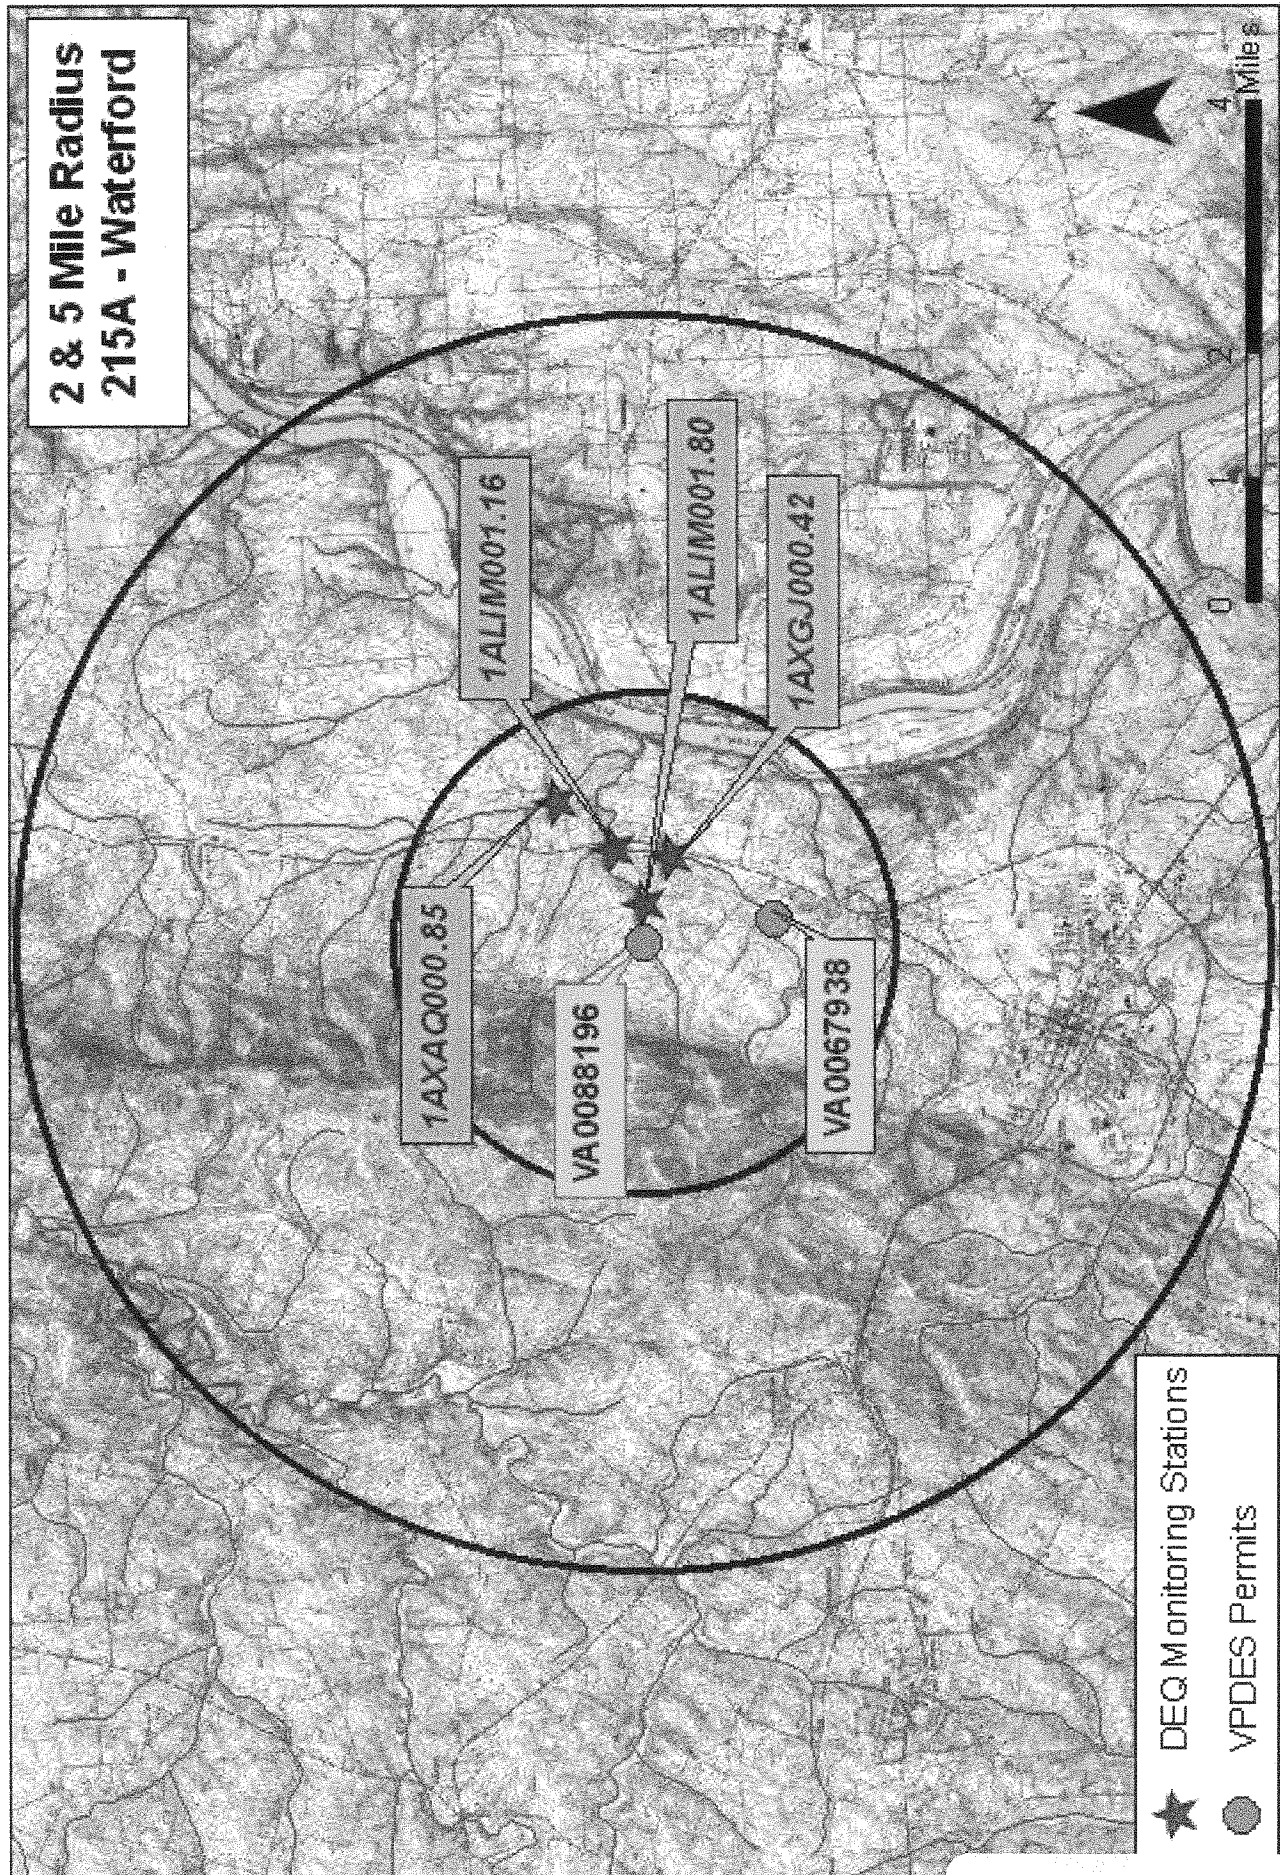 2 & 5 Mile Radius
215A - Waterford
1AXAQ000.85
1ALIM001.16
1ALIM001.80
1AXGJ000.42
VA0088196
VA0067938
DEQ Monitoring Stations
VPDES Permits
N
0 1 2 4
Miles